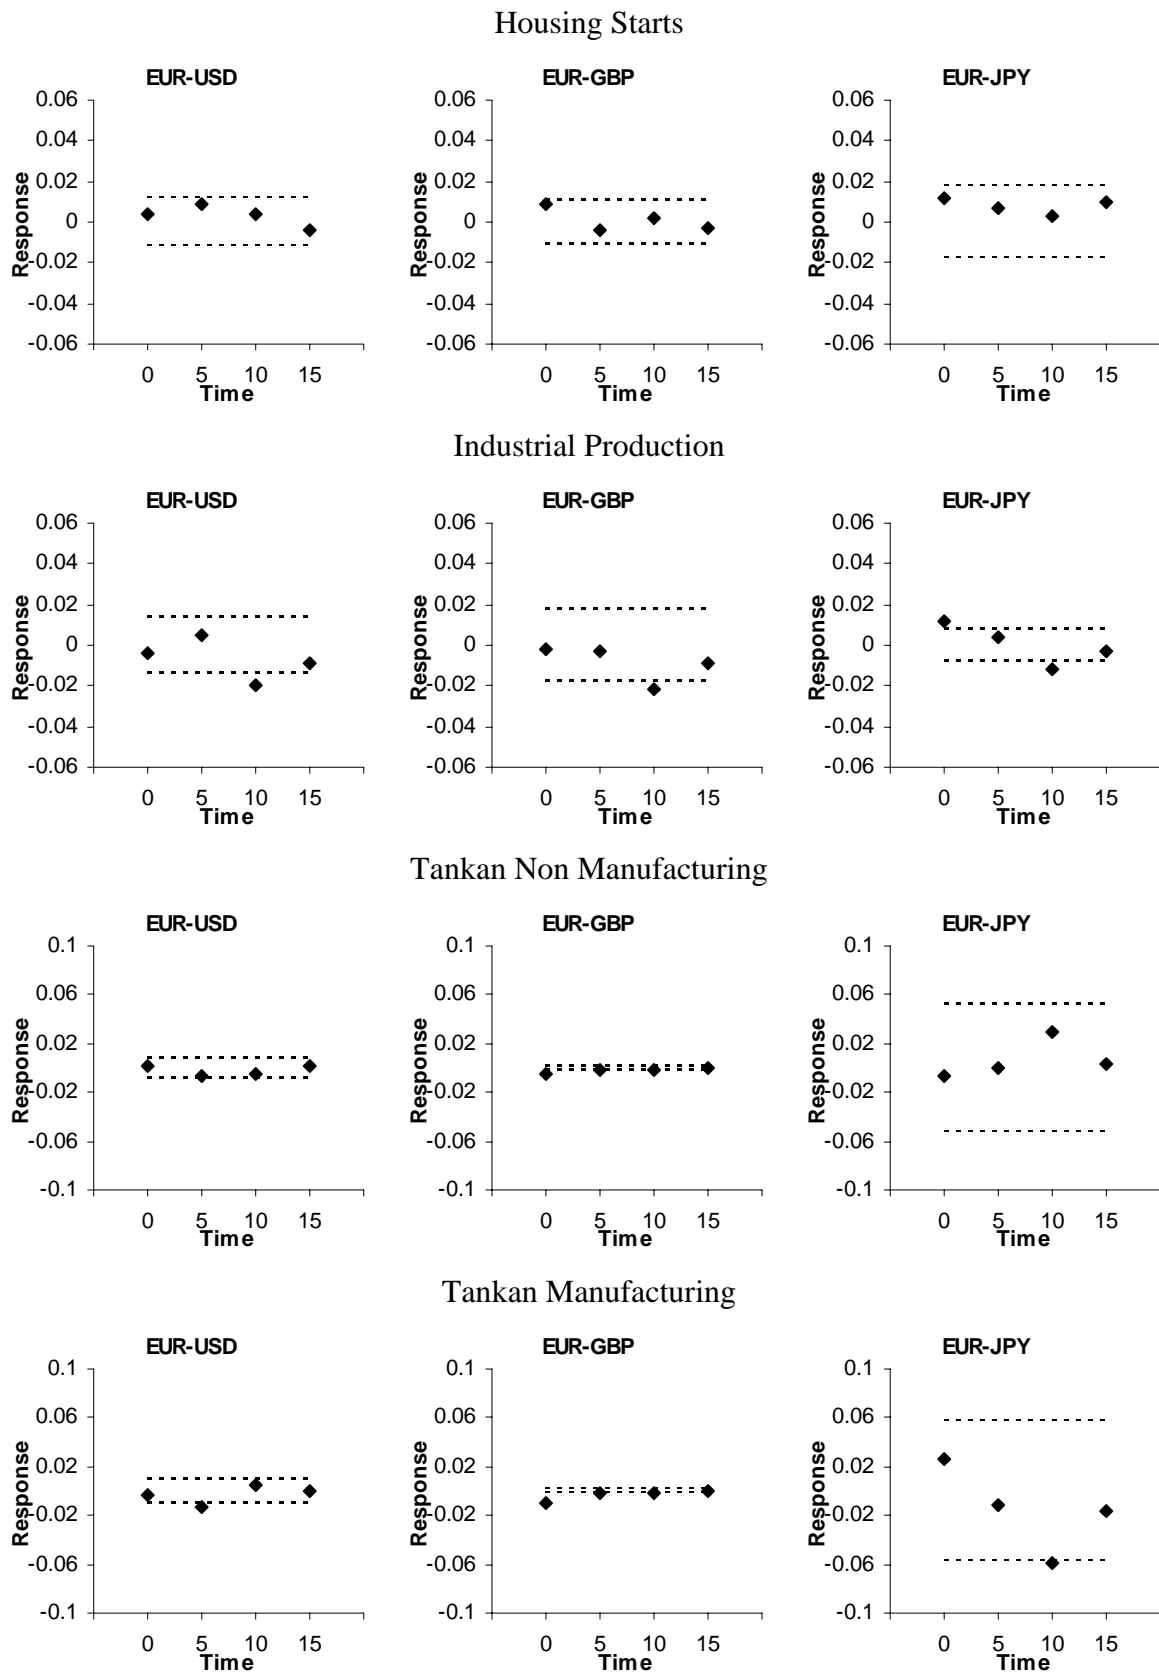 Housing Starts
EUR-USD EUR-GBP EUR-JPY
0.06 0.06 0.06
0.04 0.04 0.04
0.02 0.02 0.02
0 0 0
-0.02 -0.02 -0.02
-0.04 -0.04 -0.04
-0.06 -0.06 -0.06
Response Response Response
0 5 10 15 0 5 10 15 0 5 10 15
Time Time Time
Industrial Production
EUR-USD EUR-GBP EUR-JPY
0.06 0.06 0.06
0.04 0.04 0.04
0.02 0.02 0.02
0 0 0
-0.02 -0.02 -0.02
-0.04 -0.04 -0.04
-0.06 -0.06 -0.06
Response Response Response
0 5 10 15 0 5 10 15 0 5 10 15
Time Time Time
Tankan Non Manufacturing
EUR-USD EUR-GBP EUR-JPY
0.1 0.1 0.1
0.06 0.06 0.06
0.02 0.02 0.02
-0.02 -0.02 -0.02
-0.06 -0.06 -0.06
-0.1 -0.1 -0.1
Response Response Response
0 5 10 15 0 5 10 15 0 5 10 15
Time Time Time
Tankan Manufacturing
EUR-USD EUR-GBP EUR-JPY
0.1 0.1 0.1
0.06 0.06 0.06
0.02 0.02 0.02
-0.02 -0.02 -0.02
-0.06 -0.06 -0.06
-0.1 -0.1 -0.1
Response Response Response
0 5 10 15 0 5 10 15 0 5 10 15
Time Time Time